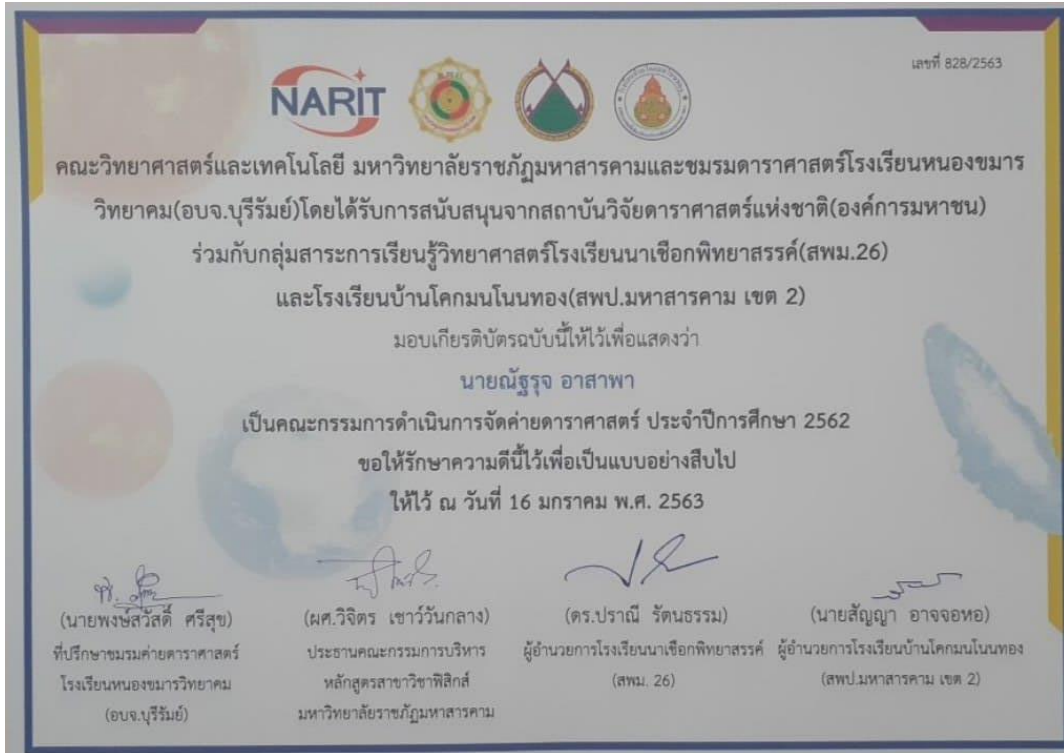 เลขที่ 828/2563
NARIT
คณะวิทยาศาสตร์และเทคโนโลยี มหาวิทยาลัยราชภัฏมหาสารคามและชมรมดาราศาสตร์โรงเรียนหนองขมาร
วิทยาคม(อบจ.บุรีรัมย์)โดยได้รับการสนับสนุนจากสถาบันวิจัยดาราศาสตร์แห่งชาติ(องค์การมหาชน)
ร่วมกับกลุ่มสาระการเรียนรู้วิทยาศาสตร์โรงเรียนนาเชือกพิทยาสรรค์(สพม.26)
และโรงเรียนบ้านโคกมนโนนทอง(สพป.มหาสารคาม เขต 2)
มอบเกียรติบัตรฉบับนี้ให้ไว้เพื่อแสดงว่า
นายณัฐรุจ อาสาพา
เป็นคณะกรรมการดำเนินการจัดค่ายดาราศาสตร์ ประจำปีการศึกษา 2562
ขอให้รักษาความดีนี้ไว้เพื่อเป็นแบบอย่างสืบไป
ให้ไว้ ณ วันที่ 16 มกราคม พ.ศ. 2563
(นายพงษ์สวัสดิ์ ศรีสุข) (ผศ.วิจิตร เชาว์วันกลาง) (ดร.ปราณี รัตนธรรม) (นายสัญญา อาจจอหอ)
ที่ปรึกษาชมรมค่ายดาราศาสตร์ ประธานคณะกรรมการบริหาร ผู้อำนวยการโรงเรียนนาเชือกพิทยาสรรค์ ผู้อำนวยการโรงเรียนบ้านโคกมนโนนทอง
โรงเรียนหนองขมารวิทยาคม หลักสูตรสาขาวิชาฟิสิกส์ (สพม. 26) (สพป.มหาสารคาม เขต 2)
(อบจ.บุรีรัมย์) มหาวิทยาลัยราชภัฏมหาสารคาม